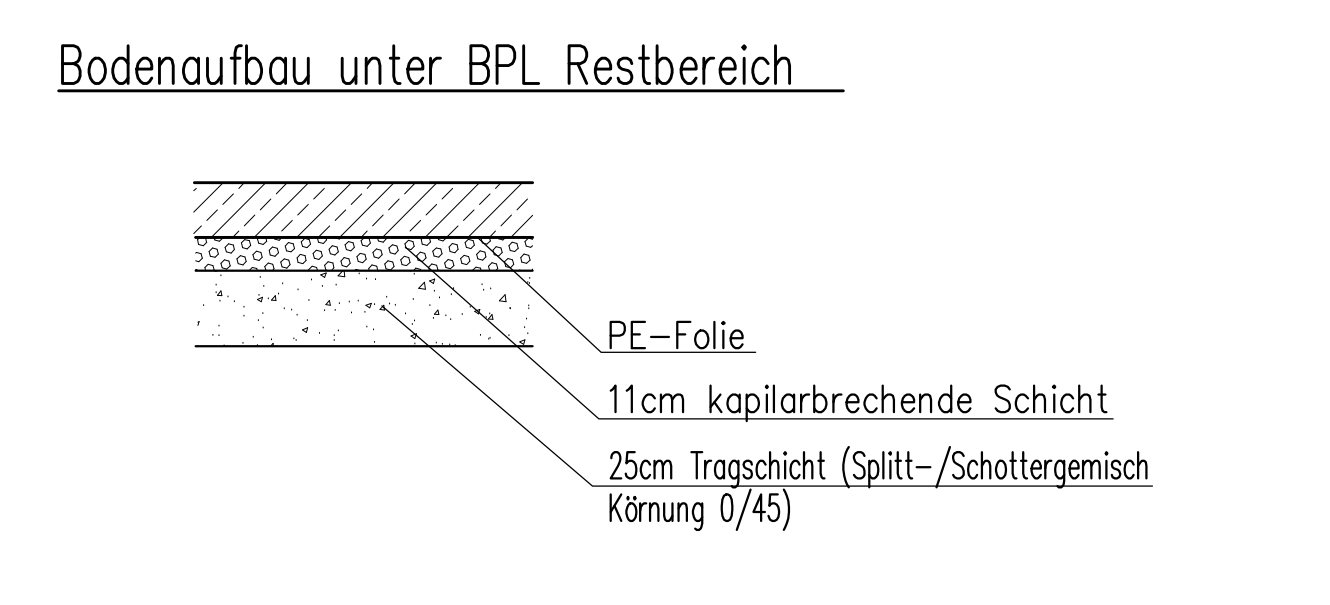 Bodenaufbau unter BPL Restbereich
PE-Folie
11cm kapilarbrechende Schicht
25cm Tragschicht (Splitt-/Schottergemisch
Körnung 0/45)